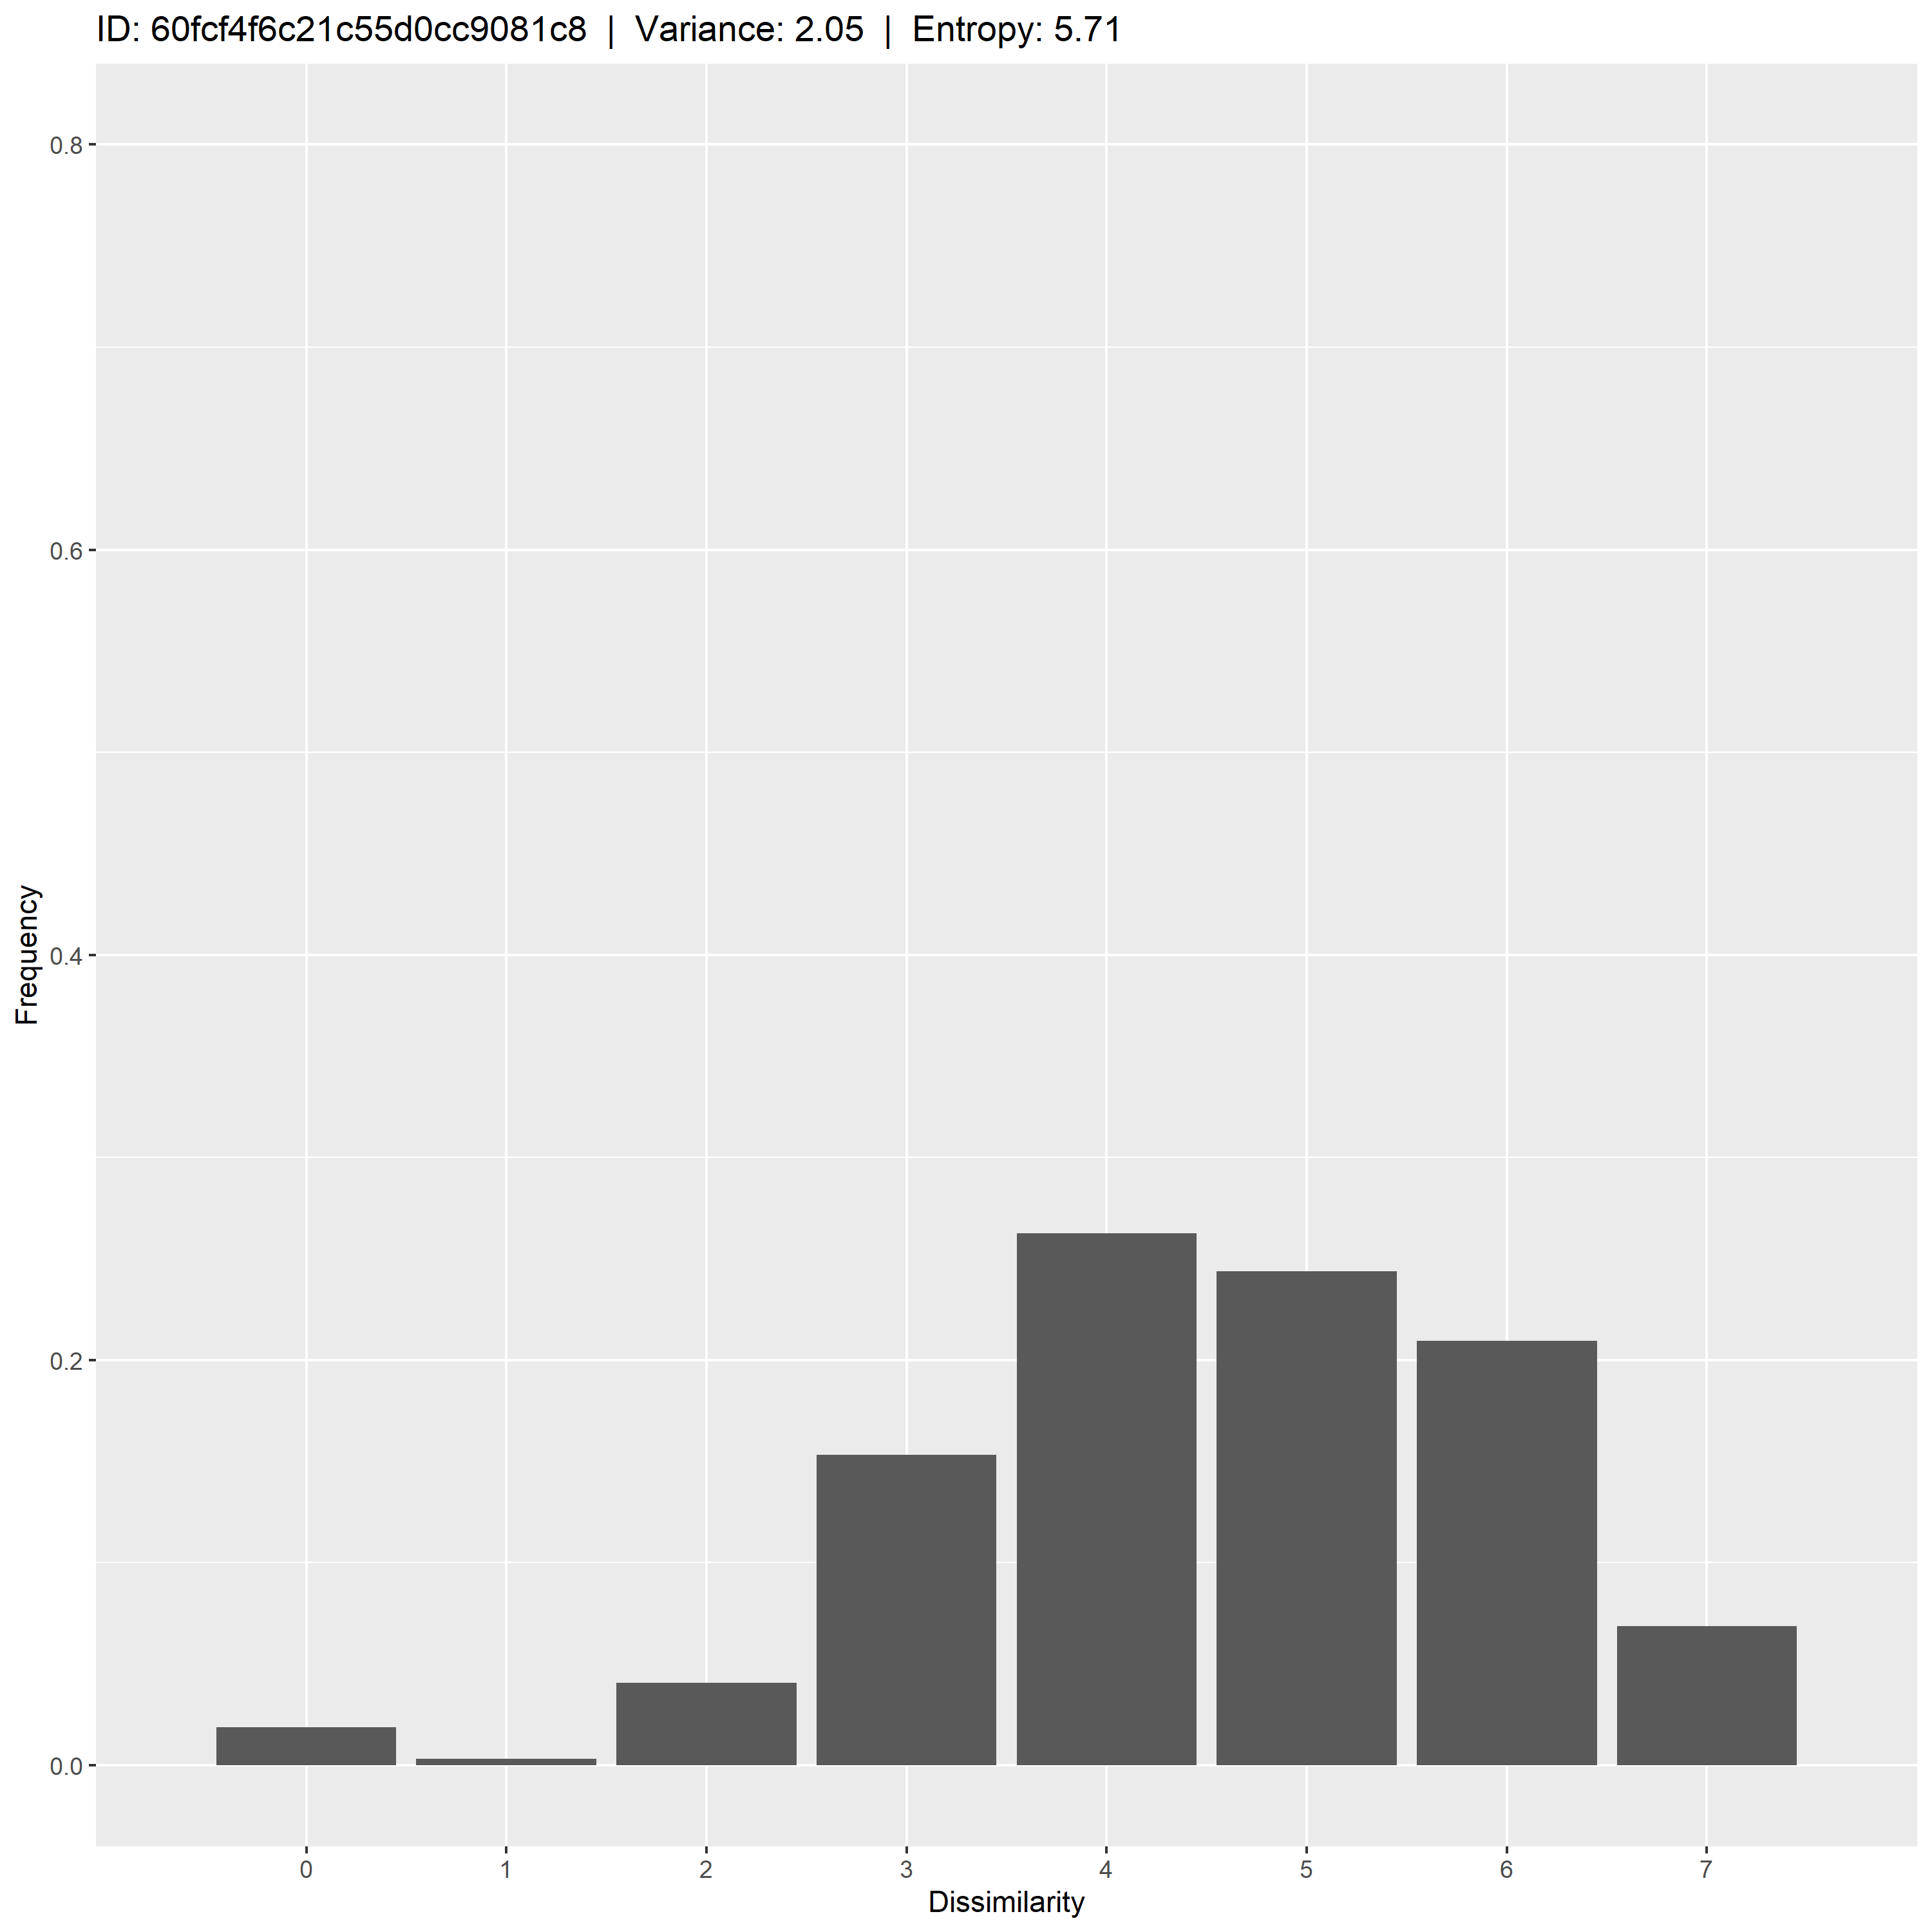 ID: 60fcf4f6c21c55d0cc9081c8 | Variance: 2.05 | Entropy: 5.71
Frequency
0.8
0.6
0.4
0.2
0.0
0 1 2 3 4 5 6 7
Dissimilarity